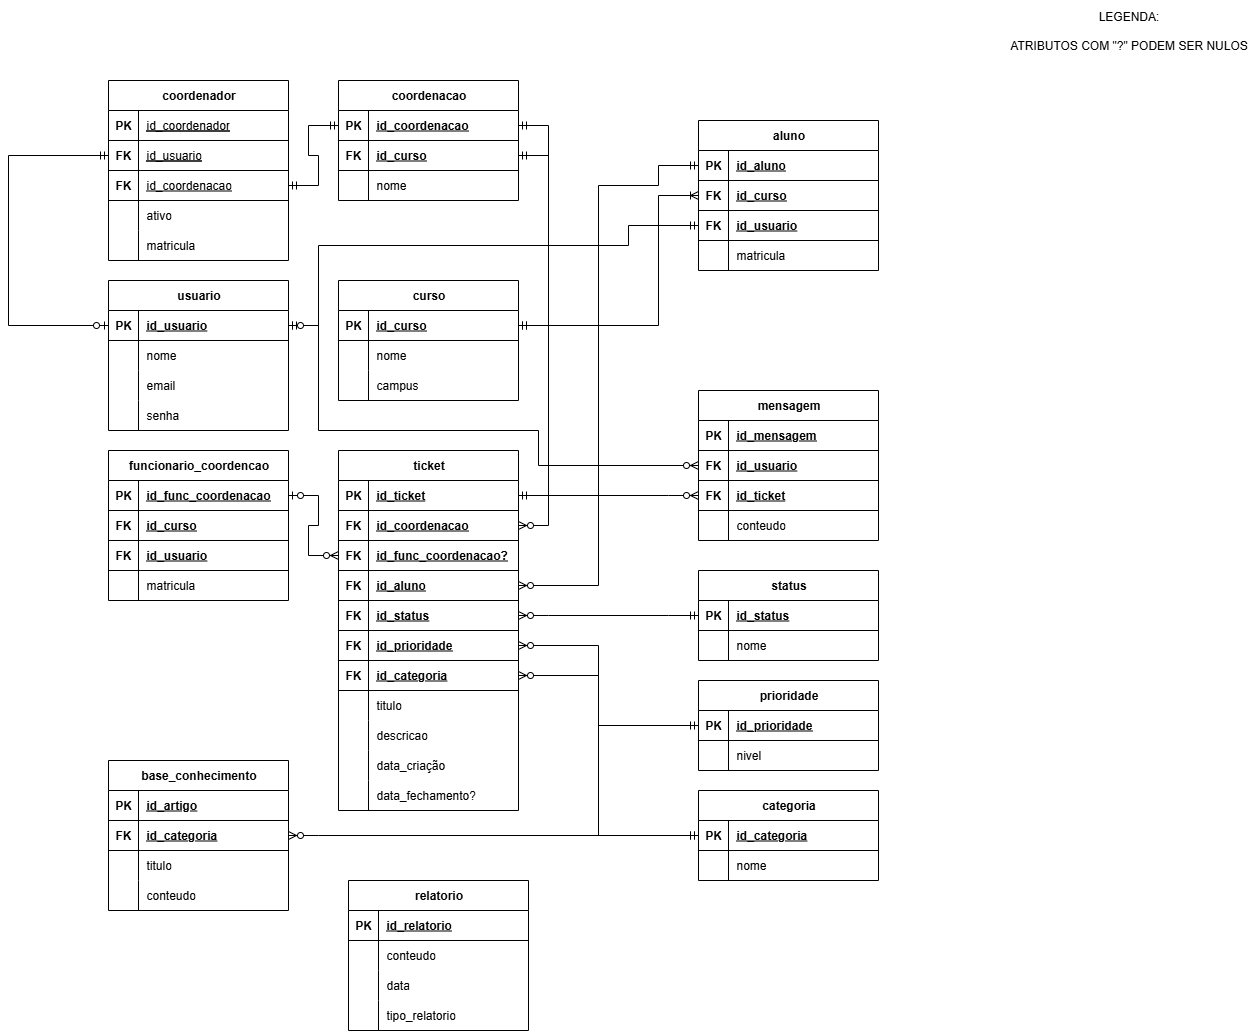 LEGENDA:
ATRIBUTOS COM "?" PODEM SER NULOS
coordenador
PK id_coordenador
FK id_usuario
FK id_coordenacao
ativo
matricula
coordenacao
PK id_coordenacao
FK id_curso
nome
aluno
PK id_aluno
FK id_curso
FK id_usuario
matricula
usuario
PK id_usuario
nome
email
senha
curso
PK id_curso
nome
campus
mensagem
PK id_mensagem
FK id_usuario
FK id_ticket
conteudo
funcionario_coordencao
PK id_func_coordenacao
FK id_curso
FK id_usuario
matricula
ticket
PK id_ticket
FK id_coordenacao
FK id_func_coordenacao?
FK id_aluno
FK id_status
FK id_prioridade
FK id_categoria
titulo
descricao
data_criação
data_fechamento?
status
PK id_status
nome
prioridade
PK id_prioridade
nivel
base_conhecimento
PK id_artigo
FK id_categoria
titulo
conteudo
categoria
PK id_categoria
nome
relatorio
PK id_relatorio
conteudo
data
tipo_relatorio